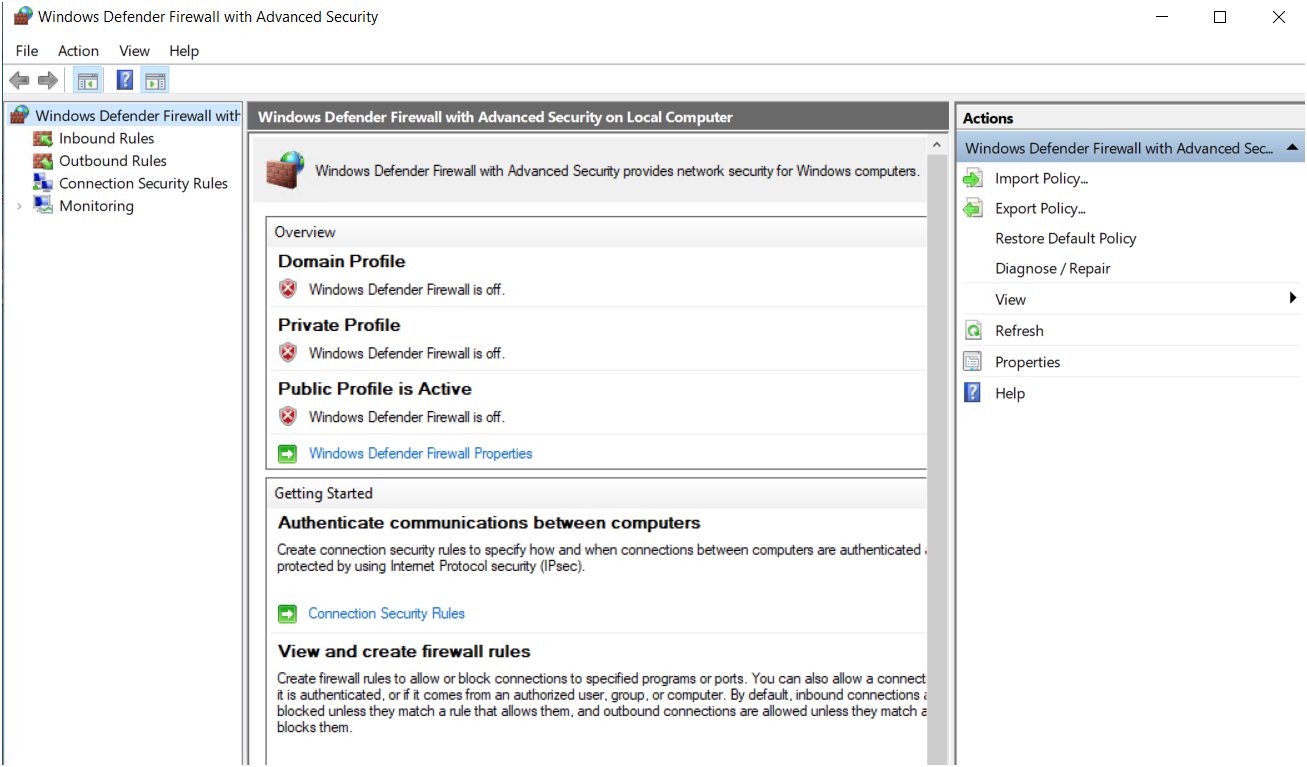 Windows Defender Firewall with Advanced Security
File Action View Help
Windows Defender Firewall with
Inbound Rules
Outbound Rules
Connection Security Rules
Monitoring
Windows Defender Firewall with Advanced Security on Local Computer
Windows Defender Firewall with Advanced Security provides network security for Windows computers.
Overview
Domain Profile
Windows Defender Firewall is off.
Private Profile
Windows Defender Firewall is off.
Public Profile is Active
Windows Defender Firewall is off.
Windows Defender Firewall Properties
Getting Started
Authenticate communications between computers
Create connection security rules to specify how and when connections between computers are authenticated
protected by using Internet Protocol security (IPsec).
Connection Security Rules
View and create firewall rules
Create firewall rules to allow or block connections to specified programs or ports. You can also allow a connect
it is authenticated, or if it comes from an authorized user, group, or computer. By default, inbound connections a
blocked unless they match a rule that allows them, and outbound connections are allowed unless they match a
blocks them.
Actions
Windows Defender Firewall with Advanced Sec...
Import Policy...
Export Policy...
Restore Default Policy
Diagnose / Repair
View
Refresh
Properties
Help